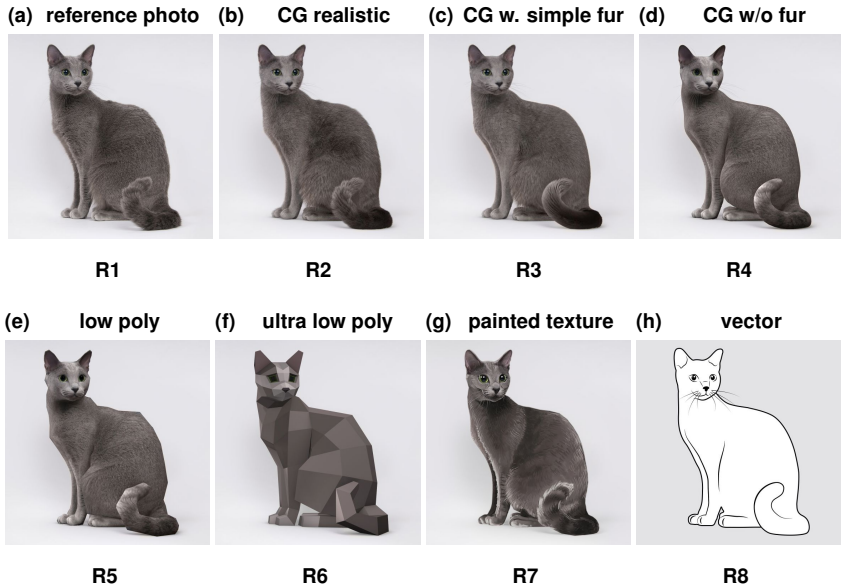 (a) reference photo (b) CG realistic (c) CG w. simple fur (d) CG w/o fur
R1 R2 R3 R4
(e) low poly (f) ultra low poly (g) painted texture (h) vector
R5 R6 R7 R8